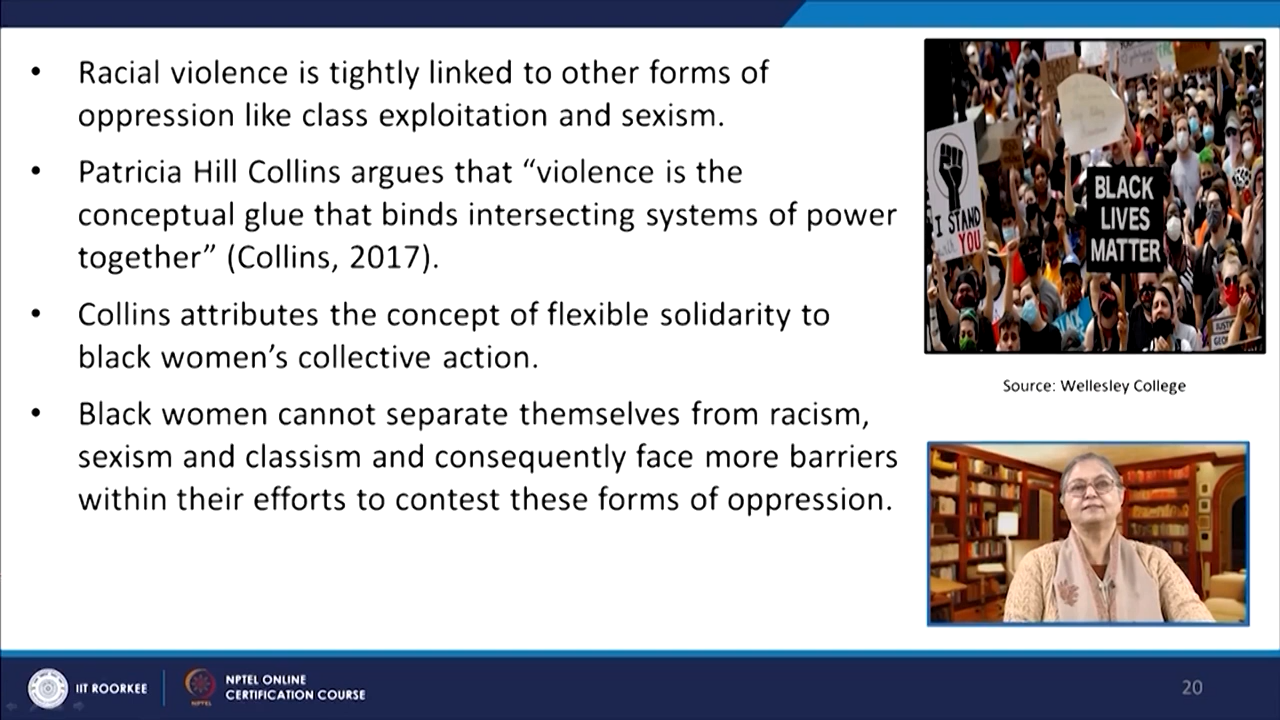 • Racial violence is tightly linked to other forms of
oppression like class exploitation and sexism.
• Patricia Hill Collins argues that “violence is the
conceptual glue that binds intersecting systems of power
together” (Collins, 2017).
• Collins attributes the concept of flexible solidarity to
black women’s collective action.
• Black women cannot separate themselves from racism,
sexism and classism and consequently face more barriers
within their efforts to contest these forms of oppression.
I STAND
YOU
BLACK
LIVES
MATTER
Source: Wellesley College
IIT ROORKEE
NPTEL
NPTEL ONLINE
CERTIFICATION COURSE
20